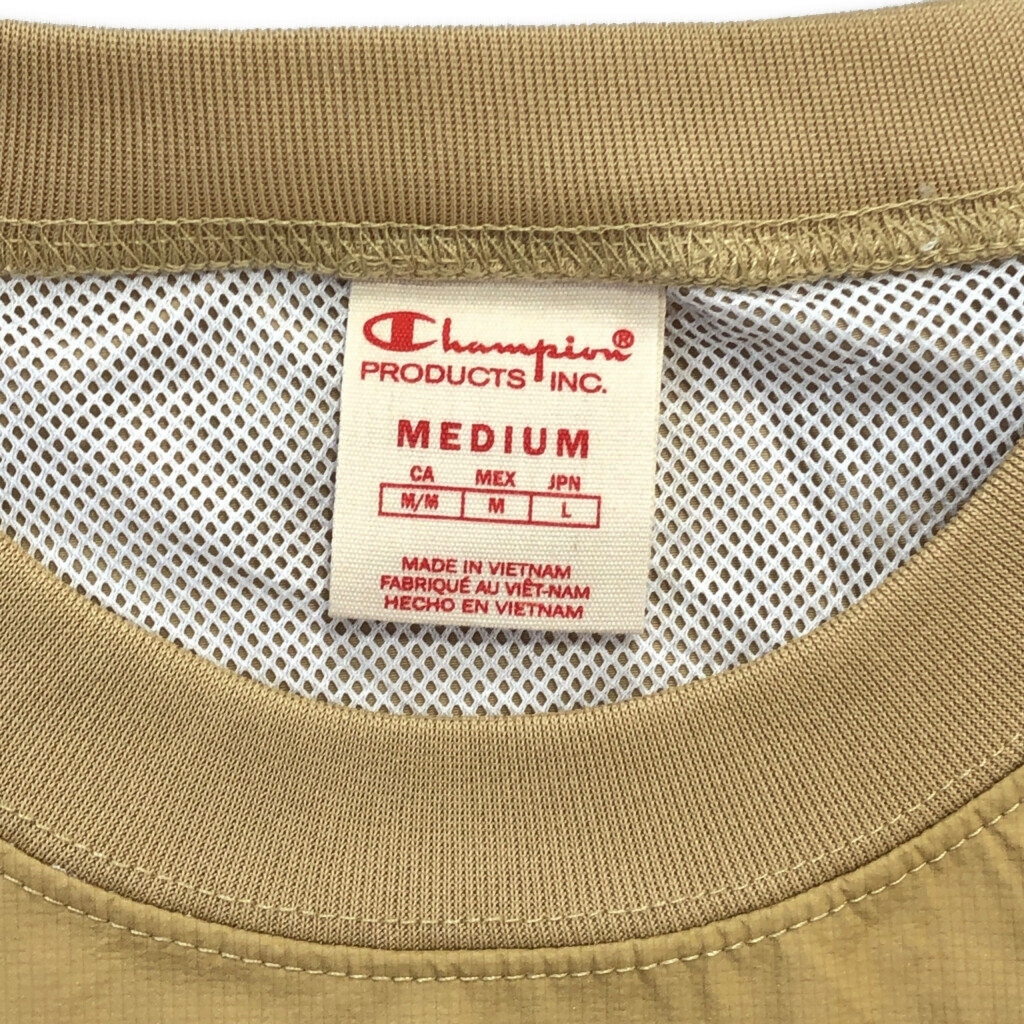 Champion®
PRODUCTS INC.
MEDIUM
CA MEX JPN
M/M M L
MADE IN VIETNAM
FABRIQUÉ AU VIÊT-NAM
HECHO EN VIETNAM